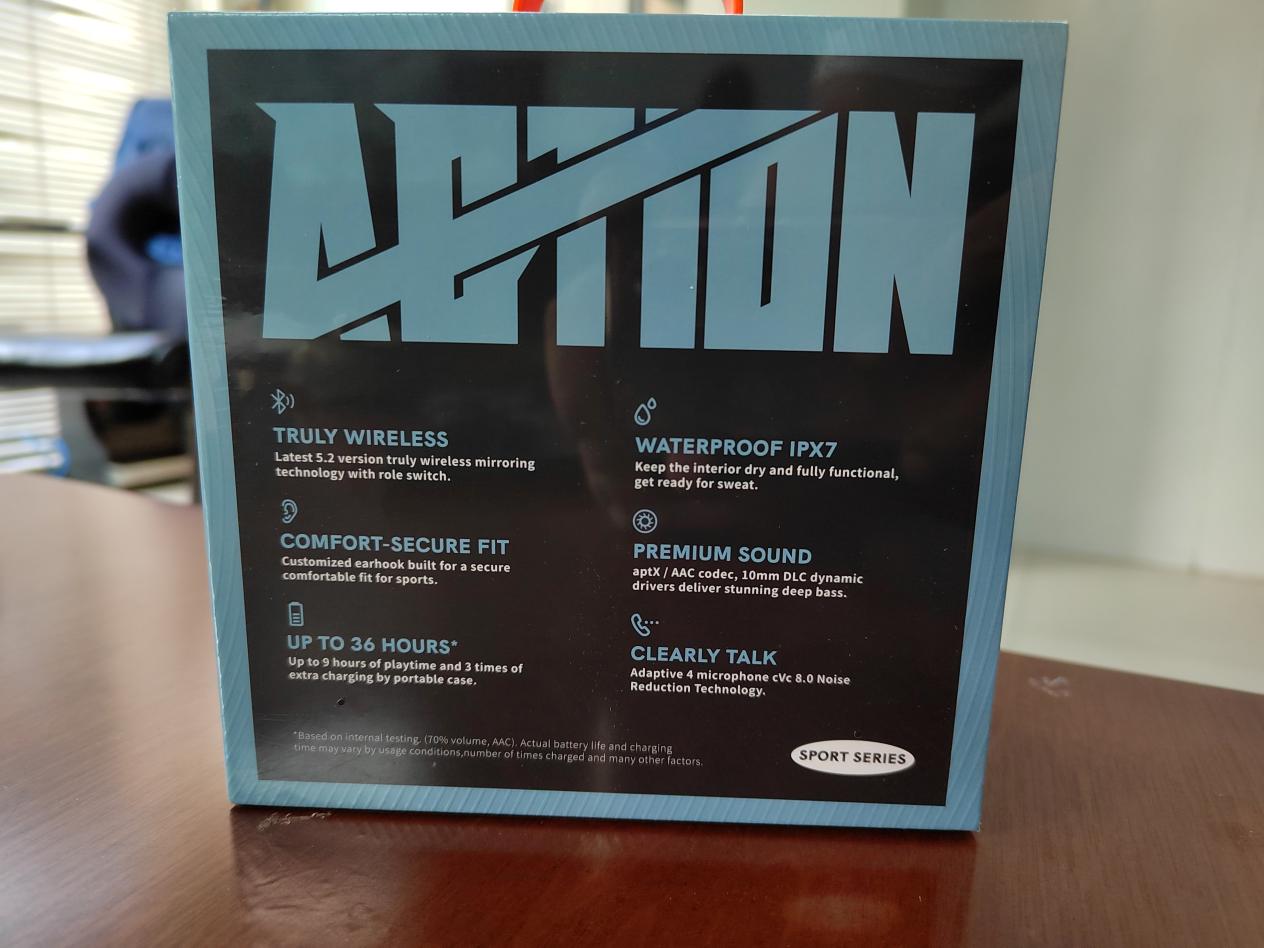 ACTION
TRULY WIRELESS
Latest 5.2 version truly wireless mirroring
technology with role switch.
COMFORT-SECURE FIT
Customized earhook built for a secure
comfortable fit for sports.
UP TO 36 HOURS*
Up to 9 hours of playtime and 3 times of
extra charging by portable case.
WATERPROOF IPX7
Keep the interior dry and fully functional,
get ready for sweat.
PREMIUM SOUND
aptX / AAC codec, 10mm DLC dynamic
drivers deliver stunning deep bass.
CLEARLY TALK
Adaptive 4 microphone cVc 8.0 Noise
Reduction Technology.
*Based on internal testing. (70% volume, AAC). Actual battery life and charging
time may vary by usage conditions,number of times charged and many other factors.
SPORT SERIES